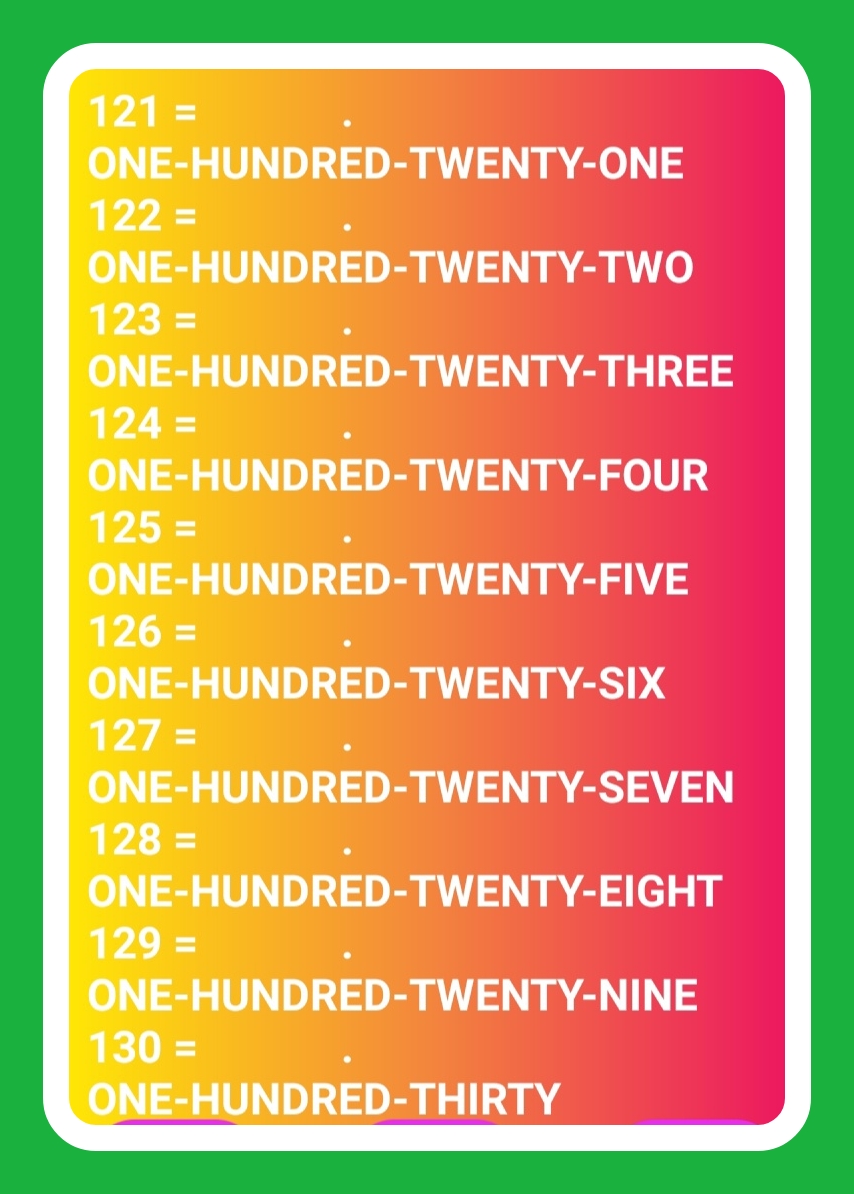 121 = .
ONE-HUNDRED-TWENTY-ONE
122 = .
ONE-HUNDRED-TWENTY-TWO
123 = .
ONE-HUNDRED-TWENTY-THREE
124 = .
ONE-HUNDRED-TWENTY-FOUR
125 = .
ONE-HUNDRED-TWENTY-FIVE
126 = .
ONE-HUNDRED-TWENTY-SIX
127 = .
ONE-HUNDRED-TWENTY-SEVEN
128 = .
ONE-HUNDRED-TWENTY-EIGHT
129 = .
ONE-HUNDRED-TWENTY-NINE
130 = .
ONE-HUNDRED-THIRTY